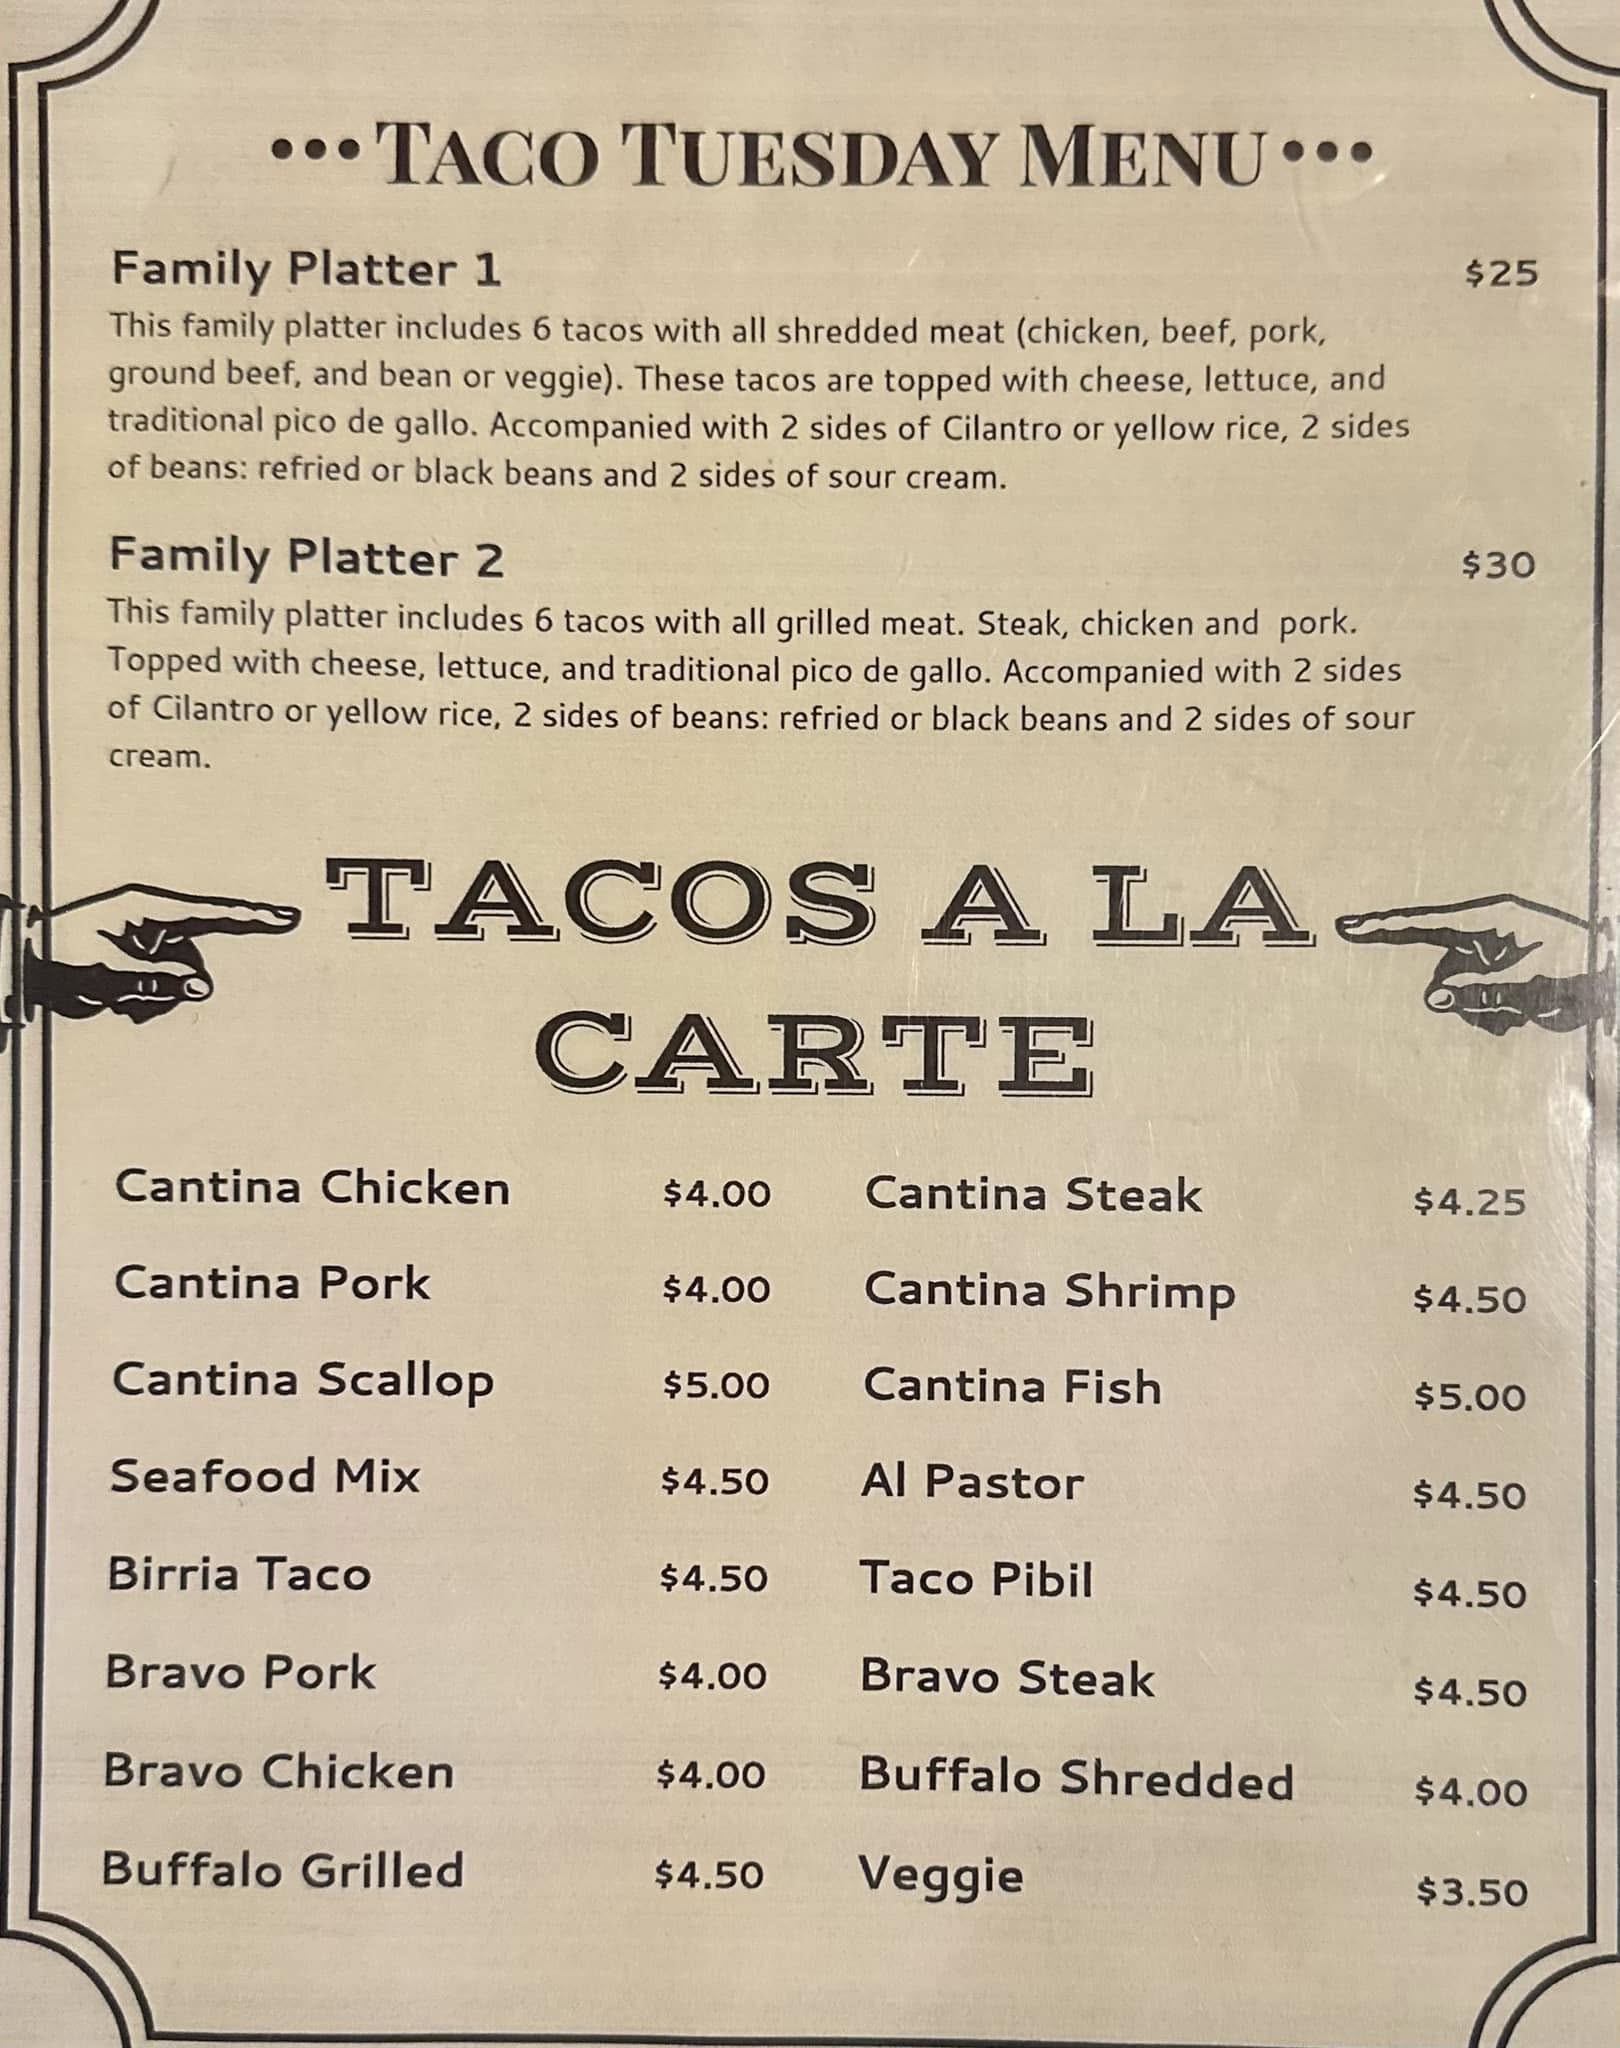 •••TACO TUESDAY MENU•••
Family Platter 1 $25
This family platter includes 6 tacos with all shredded meat (chicken, beef, pork,
ground beef, and bean or veggie). These tacos are topped with cheese, lettuce, and
traditional pico de gallo. Accompanied with 2 sides of Cilantro or yellow rice, 2 sides
of beans: refried or black beans and 2 sides of sour cream.
Family Platter 2 $30
This family platter includes 6 tacos with all grilled meat. Steak, chicken and pork.
Topped with cheese, lettuce, and traditional pico de gallo. Accompanied with 2 sides
of Cilantro or yellow rice, 2 sides of beans: refried or black beans and 2 sides of sour
cream.
TACOS A LA
CARTE
Cantina Chicken $4.00 Cantina Steak $4.25
Cantina Pork $4.00 Cantina Shrimp $4.50
Cantina Scallop $5.00 Cantina Fish $5.00
Seafood Mix $4.50 Al Pastor $4.50
Birria Taco $4.50 Taco Pibil $4.50
Bravo Pork $4.00 Bravo Steak $4.50
Bravo Chicken $4.00 Buffalo Shredded $4.00
Buffalo Grilled $4.50 Veggie $3.50